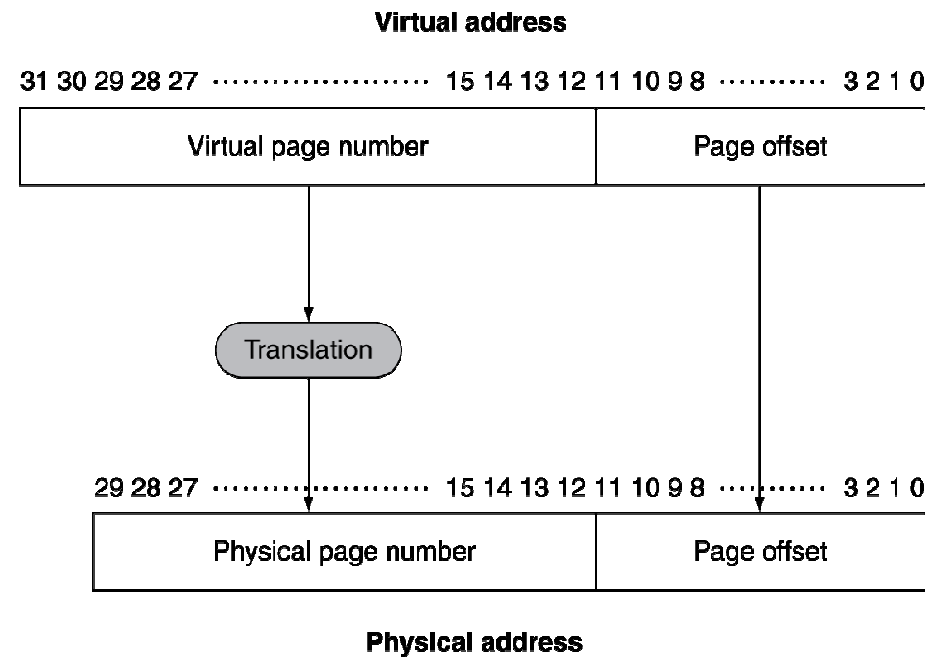 Virtual address
31 30 29 28 27 ····················· 15 14 13 12 11 10 9 8 ··········· 3 2 1 0
Virtual page number Page offset
Translation
29 28 27 ····················· 15 14 13 12 11 10 9 8 ··········· 3 2 1 0
Physical page number Page offset
Physical address